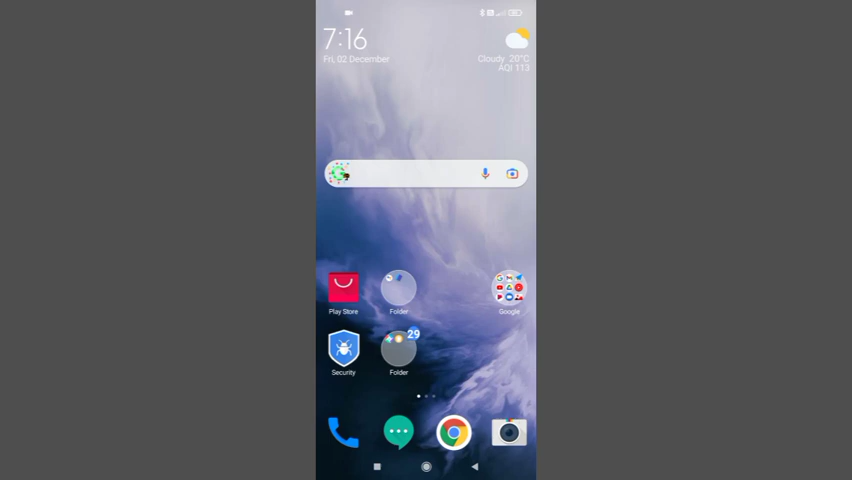 7:16
Fri, 02 December
Cloudy 20°C
AQI 113
Play Store
Folder
Google
29
Security
Folder